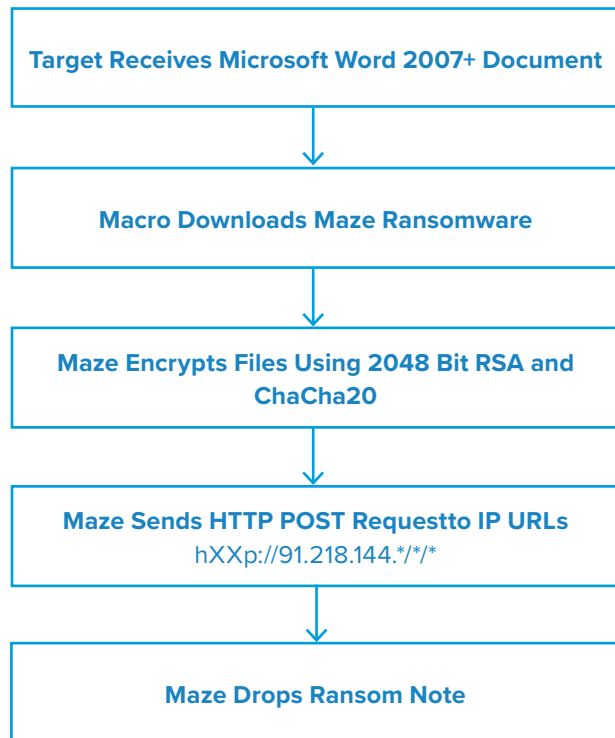 Target Receives Microsoft Word 2007+ Document
Macro Downloads Maze Ransomware
Maze Encrypts Files Using 2048 Bit RSA and
ChaCha20
Maze Sends HTTP POST Requestto IP URLs
hXXp://91.218.144.*/*/*
Maze Drops Ransom Note